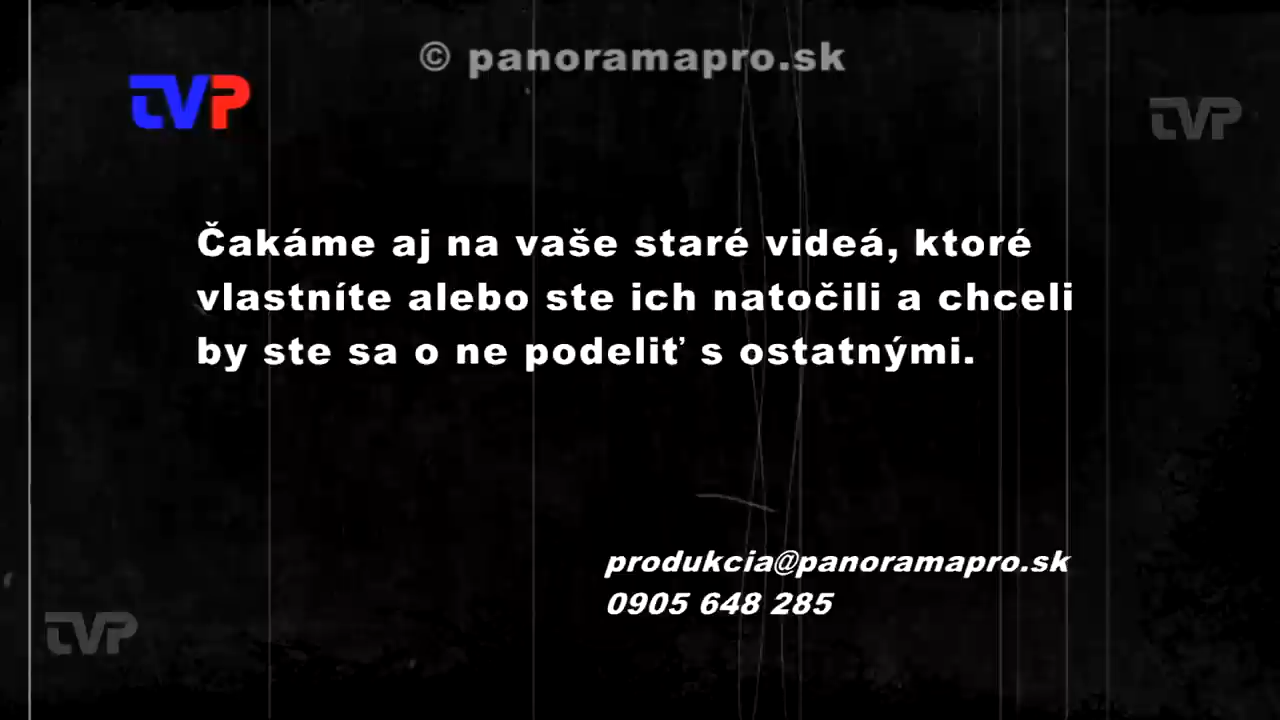 © panoramapro.sk
TVP
TVP
Čakáme aj na vaše staré videá, ktoré
vlastníte alebo ste ich natočili a chceli
by ste sa o ne podeliť s ostatnými.
produkcia@panoramapro.sk
0905 648 285
TVP